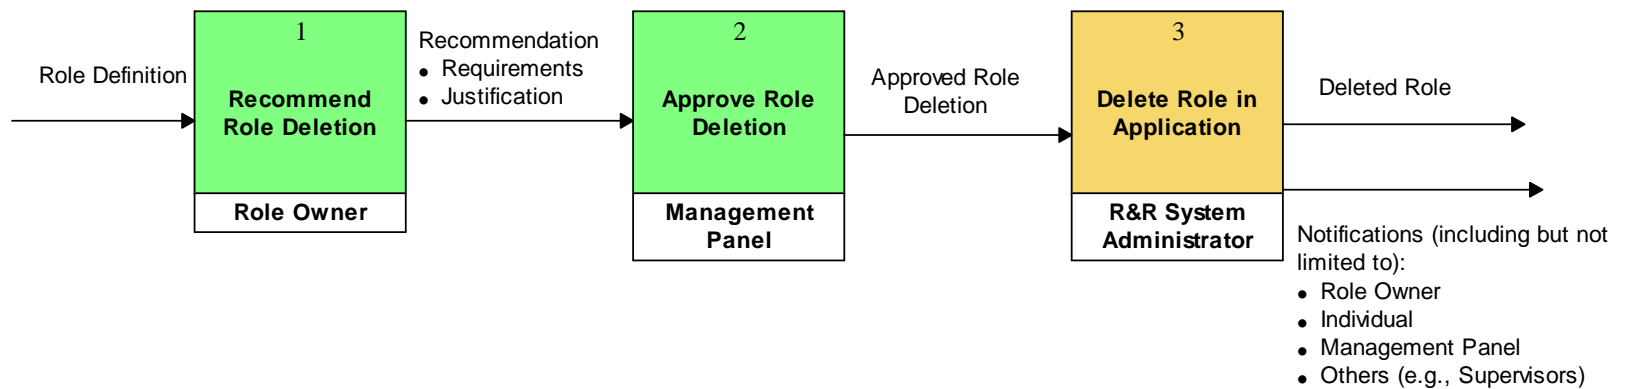 Role Definition
1
Recommend
Role Deletion
Role Owner
Recommendation
● Requirements
● Justification
2
Approve Role
Deletion
Management
Panel
Approved Role
Deletion
3
Delete Role in
Application
R&R System
Administrator
Deleted Role
Notifications (including but not
limited to):
● Role Owner
● Individual
● Management Panel
● Others (e.g., Supervisors)